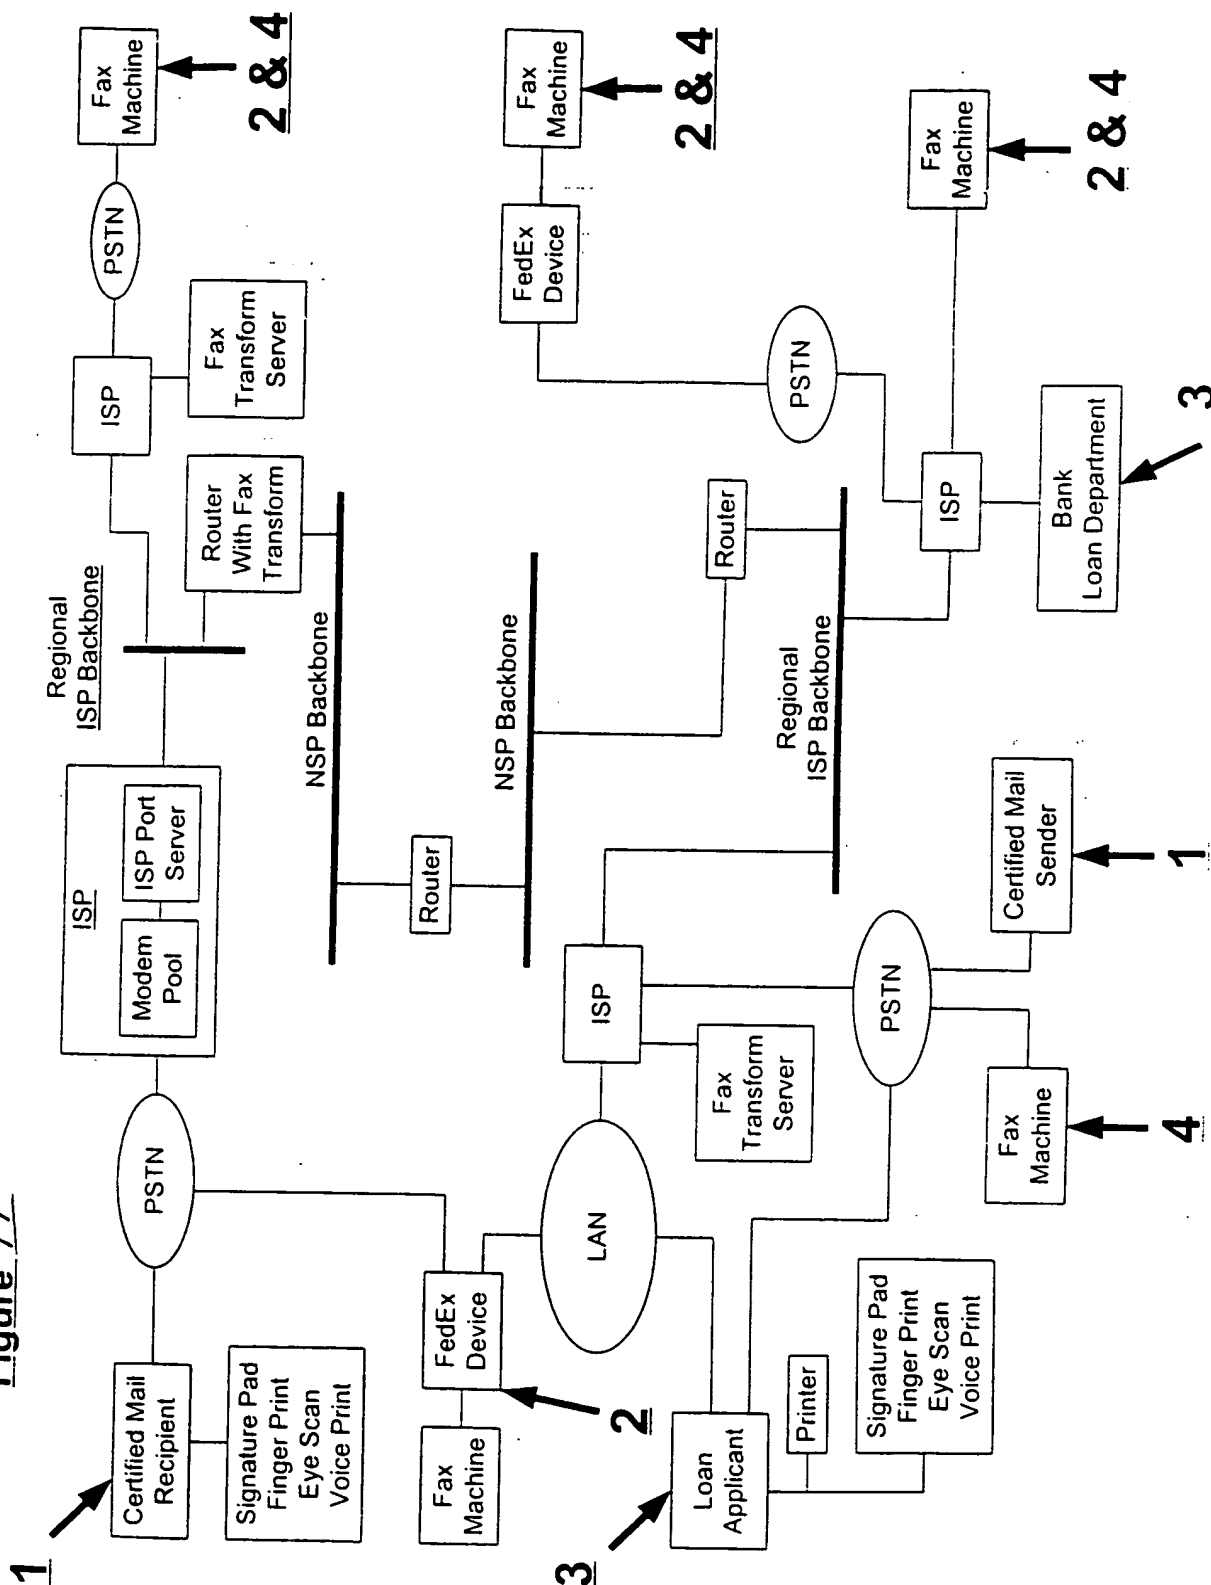 Figure
1
Certified Mail
Recipient
Signature Pad
Finger Print
Eye Scan
Voice Print
PSTN
ISP
Modem
Pool
ISP Port
Server
Regional
ISP Backbone
ISP
Fax
Transform
Server
PSTN
Fax
Machine
2 & 4
Router
With Fax
Transform
NSP Backbone
Router
NSP Backbone
Fax
Machine
FedEx
Device
2
LAN
ISP
Fax
Transform
Server
FedEx
Device
Fax
Machine
2 & 4
PSTN
Router
Regional
ISP Backbone
3
Loan
Applicant
Printer
Signature Pad
Finger Print
Eye Scan
Voice Print
PSTN
Fax
Machine
4
Certified Mail
Sender
1
ISP
Fax
Machine
2 & 4
Bank
Loan Department
3